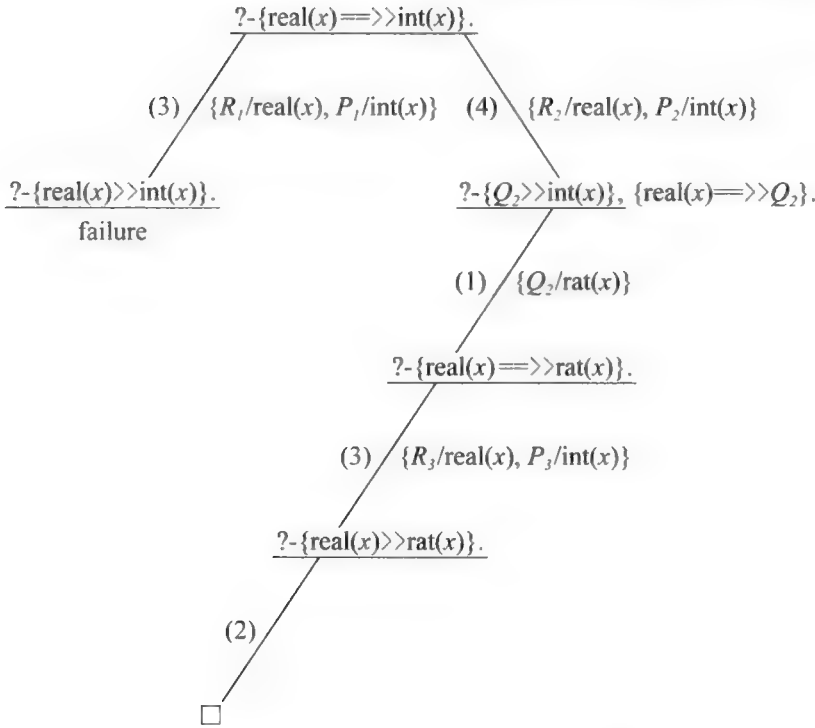 ?-{real(x)==>>int(x)}.
(3) {R₁/real(x), P₁/int(x)} (4) {R₂/real(x), P₂/int(x)}
?-{real(x)>>int(x)}. ?-{Q₂>>int(x)}, {real(x)==>>Q₂}.
failure
(1) {Q₂/rat(x)}
?-{real(x)==>>rat(x)}.
(3) {R₃/real(x), P₃/int(x)}
?-{real(x)>>rat(x)}.
(2)